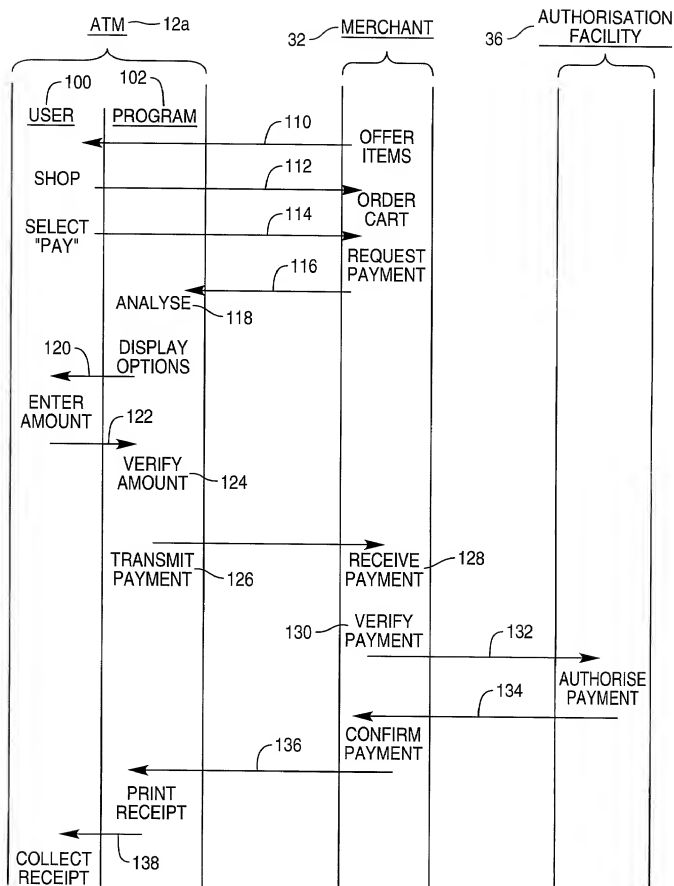 ATM 12a
32 MERCHANT
36 AUTHORISATION
FACILITY
100
102
USER
PROGRAM
110
OFFER
ITEMS
SHOP
112
ORDER
CART
SELECT
"PAY"
114
REQUEST
PAYMENT
116
ANALYSE
118
120
DISPLAY
OPTIONS
ENTER
AMOUNT
122
VERIFY
AMOUNT
124
TRANSMIT
PAYMENT
126
RECEIVE
PAYMENT
128
130
VERIFY
PAYMENT
132
AUTHORISE
PAYMENT
134
CONFIRM
PAYMENT
136
PRINT
RECEIPT
138
COLLECT
RECEIPT